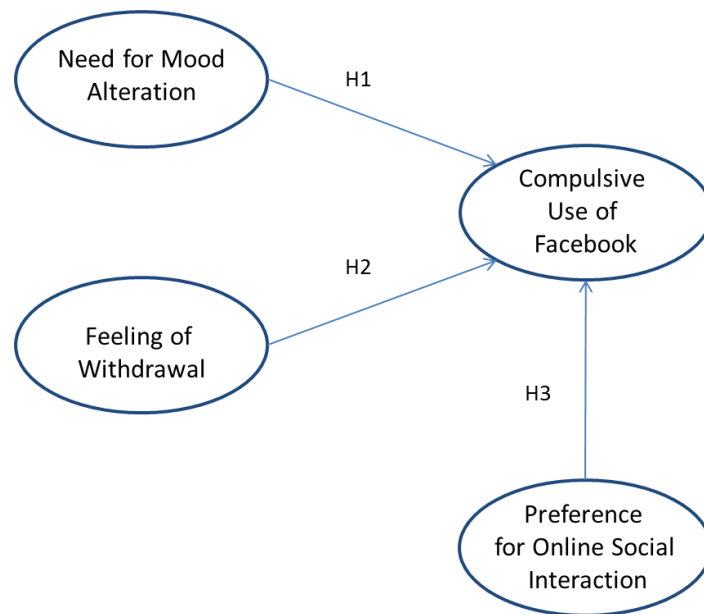 Need for Mood
Alteration
H1
Compulsive
Use of
Facebook
H2
Feeling of
Withdrawal
H3
Preference
for Online Social
Interaction